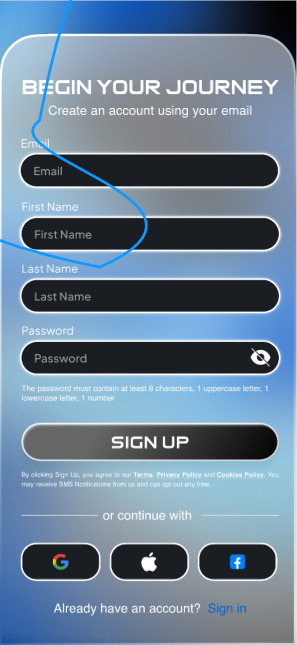 BEGIN YOUR JOURNEY
Create an account using your email
Email
Email
First Name
First Name
Last Name
Last Name
Password
Password
The password must contain at least 8 characters, 1 uppercase letter, 1
lowercase letter, 1 number
SIGN UP
By clicking Sign Up, you agree to our Terms, Privacy Policy and Cookies Policy. You
may receive SMS Notifications from us and can opt out any time.
or continue with
Already have an account? Sign in